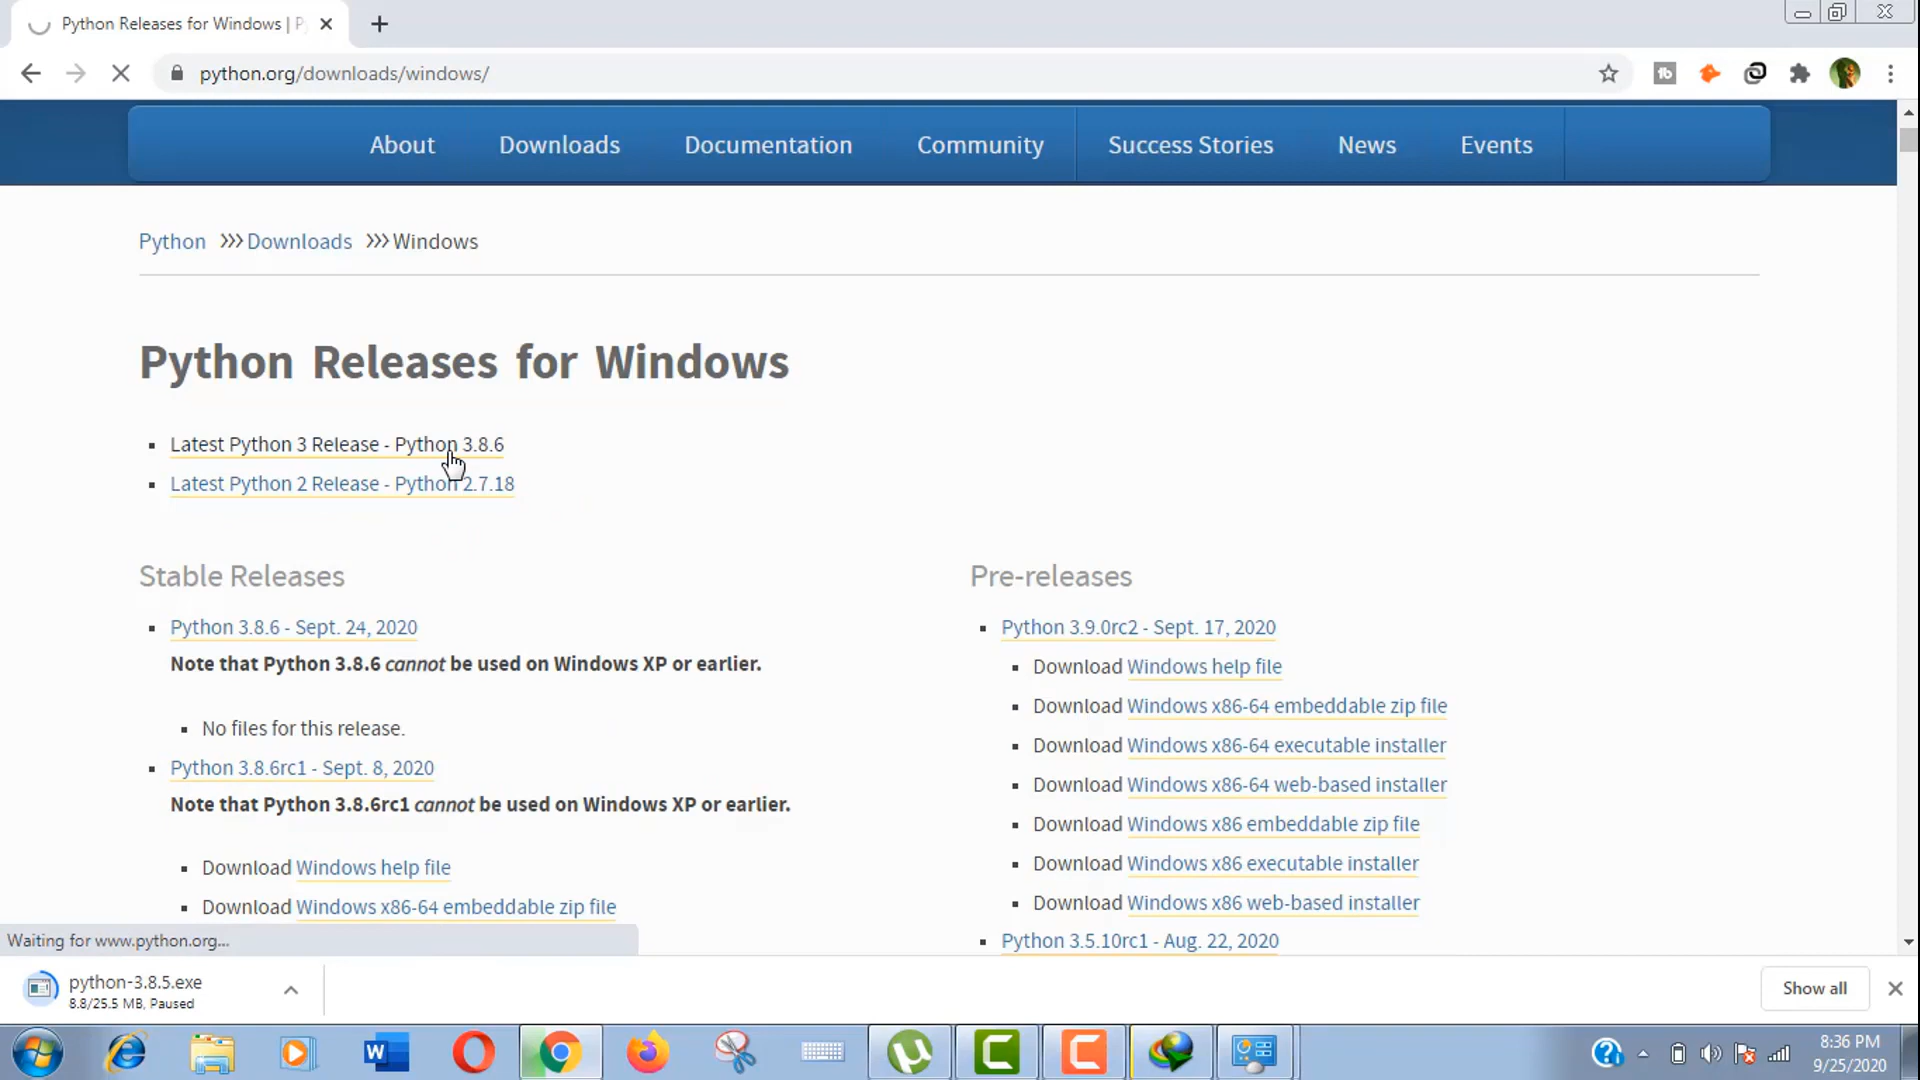 Python Releases for Windows | P
python.org/downloads/windows/
About
Downloads
Documentation
Community
Success Stories
News
Events
Python >>> Downloads >>> Windows
Python Releases for Windows
Latest Python 3 Release - Python 3.8.6
Latest Python 2 Release - Python 2.7.18
Stable Releases
Python 3.8.6 - Sept. 24, 2020
Note that Python 3.8.6 cannot be used on Windows XP or earlier.
No files for this release.
Python 3.8.6rc1 - Sept. 8, 2020
Note that Python 3.8.6rc1 cannot be used on Windows XP or earlier.
Download Windows help file
Download Windows x86-64 embeddable zip file
Pre-releases
Python 3.9.0rc2 - Sept. 17, 2020
Download Windows help file
Download Windows x86-64 embeddable zip file
Download Windows x86-64 executable installer
Download Windows x86-64 web-based installer
Download Windows x86 embeddable zip file
Download Windows x86 executable installer
Download Windows x86 web-based installer
Python 3.5.10rc1 - Aug. 22, 2020
Waiting for www.python.org...
python-3.8.5.exe
8.8/25.5 MB, Paused
Show all
8:36 PM
9/25/2020